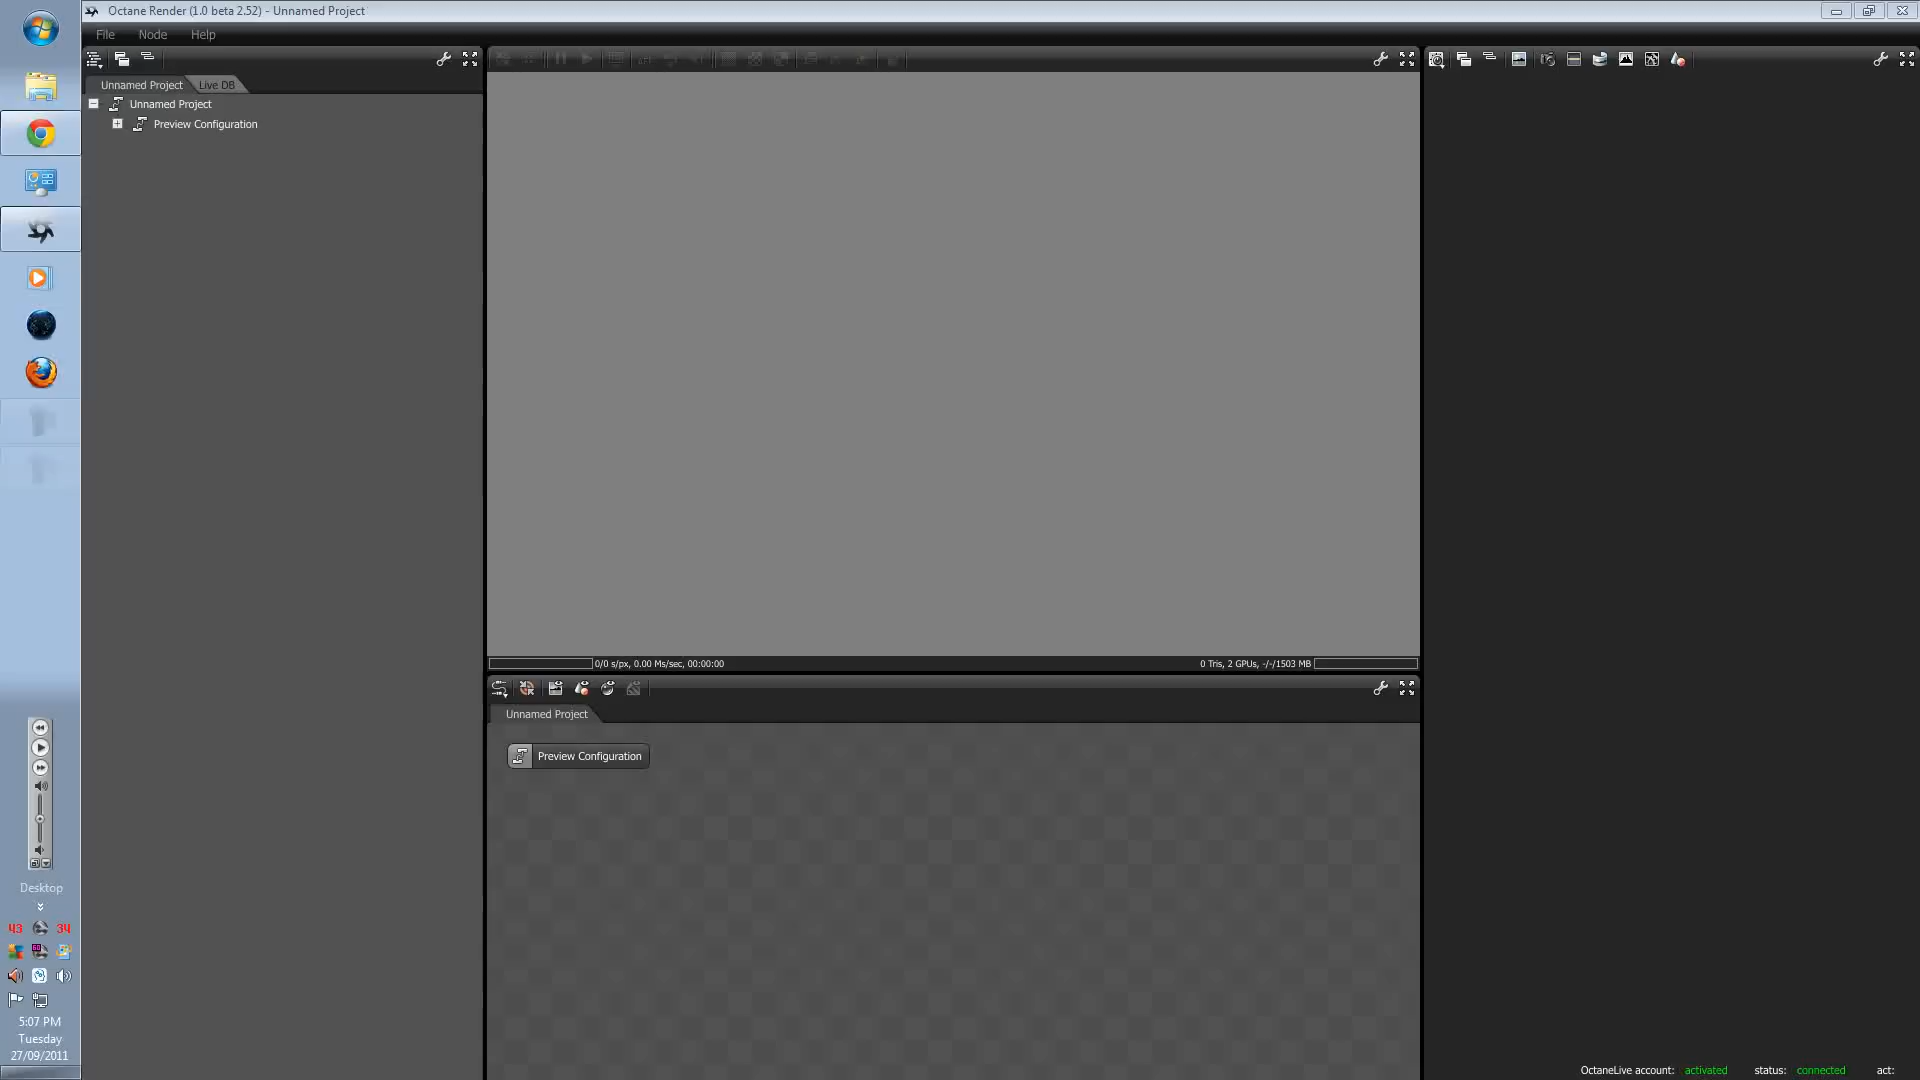 Octane Render (1.0 beta 2.52) - Unnamed Project
File Node Help
Unnamed Project Live DB
Unnamed Project
Preview Configuration
0/0 s/px, 0.00 Ms/sec, 00:00:00
0 Tris, 2 GPUs, -/-/1503 MB
Unnamed Project
Preview Configuration
Desktop
43 34
5:07 PM
Tuesday
27/09/2011
OctaneLive account: activated status: connected act: